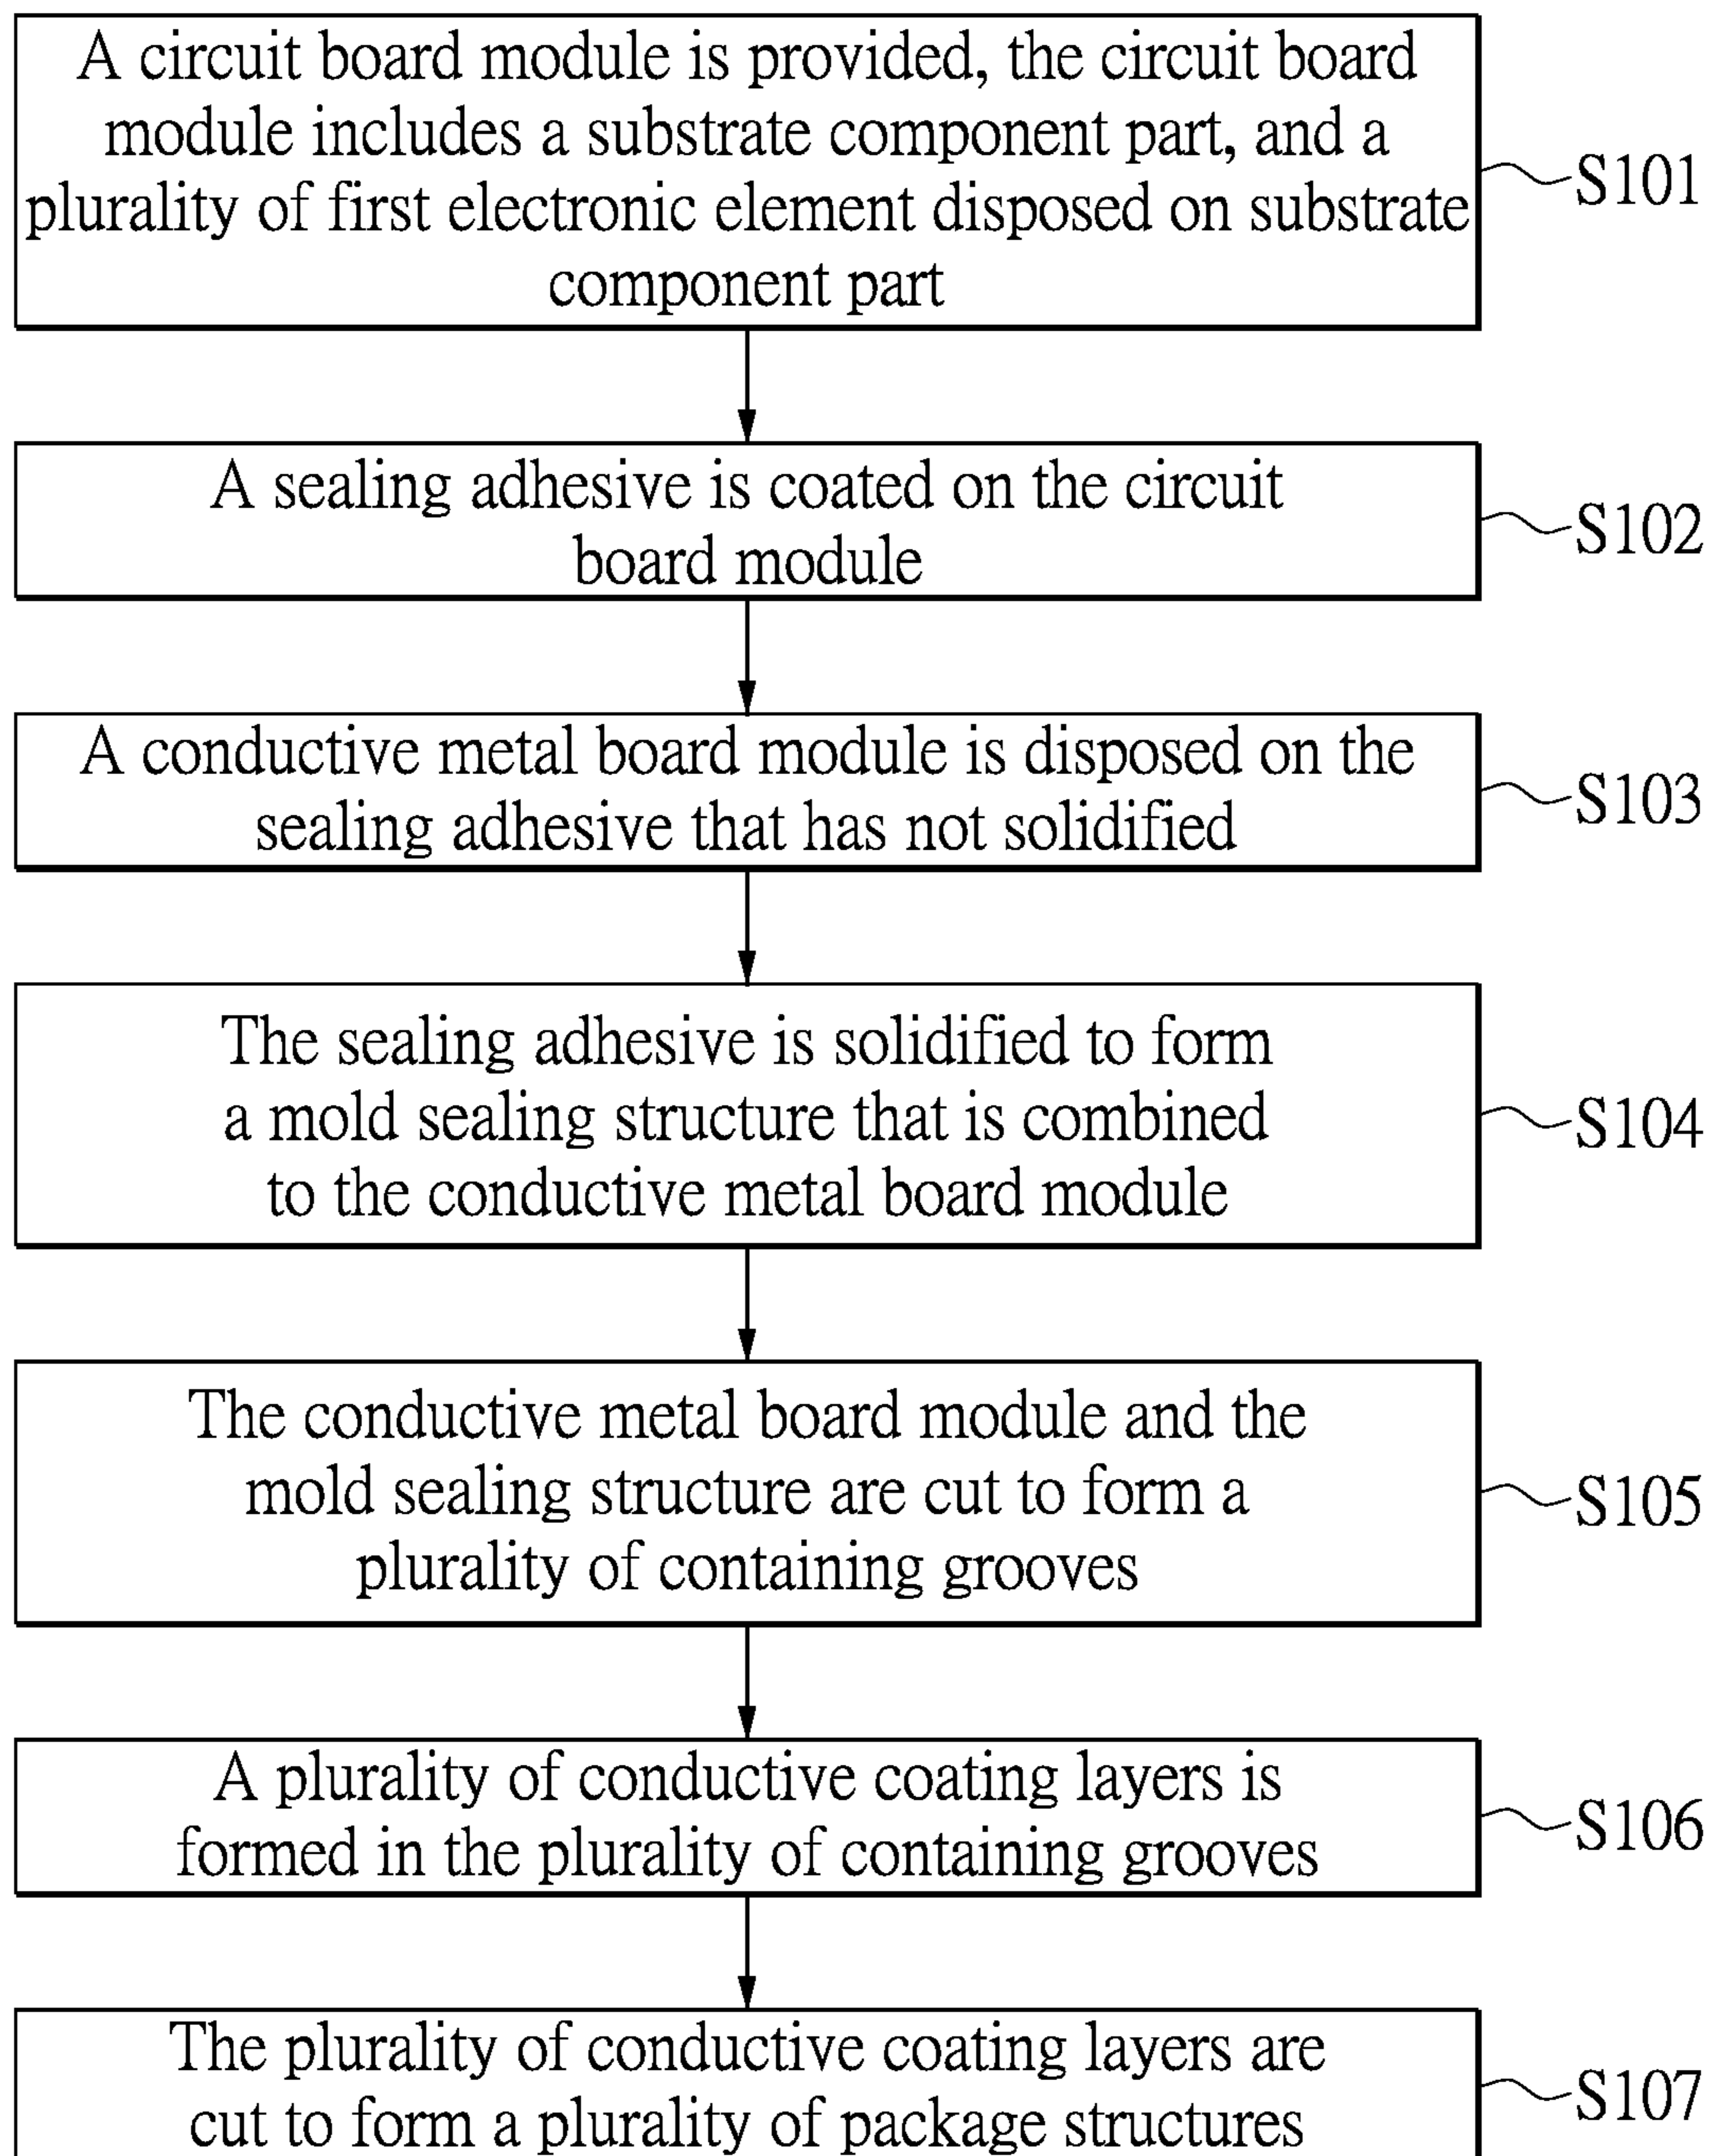 A circuit board module is provided, the circuit board
module includes a substrate component part, and a
plurality of first electronic element disposed on substrate
component part
S101
A sealing adhesive is coated on the circuit
board module
S102
A conductive metal board module is disposed on the
sealing adhesive that has not solidified
S103
The sealing adhesive is solidified to form
a mold sealing structure that is combined
to the conductive metal board module
S104
The conductive metal board module and the
mold sealing structure are cut to form a
plurality of containing grooves
S105
A plurality of conductive coating layers is
formed in the plurality of containing grooves
S106
The plurality of conductive coating layers are
cut to form a plurality of package structures
S107